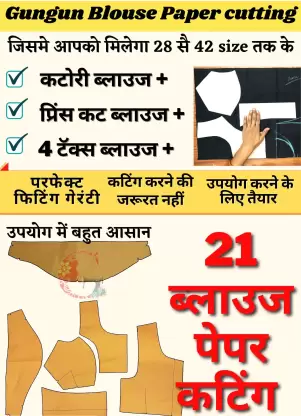 Gungun Blouse Paper cutting
जिसमे आपको मिलेगा 28 सै 42 size तक के
कटोरी ब्लाउज +
प्रिंस कट ब्लाउज +
4 टॅक्स ब्लाउज +
परफेक्ट
फिटिंग गेरंटी
कटिंग करने की
जरूरत नहीं
उपयोग करने के
लिए तैयार
उपयोग में बहुत आसान
21
ब्लाउज
पेपर
कटिंग